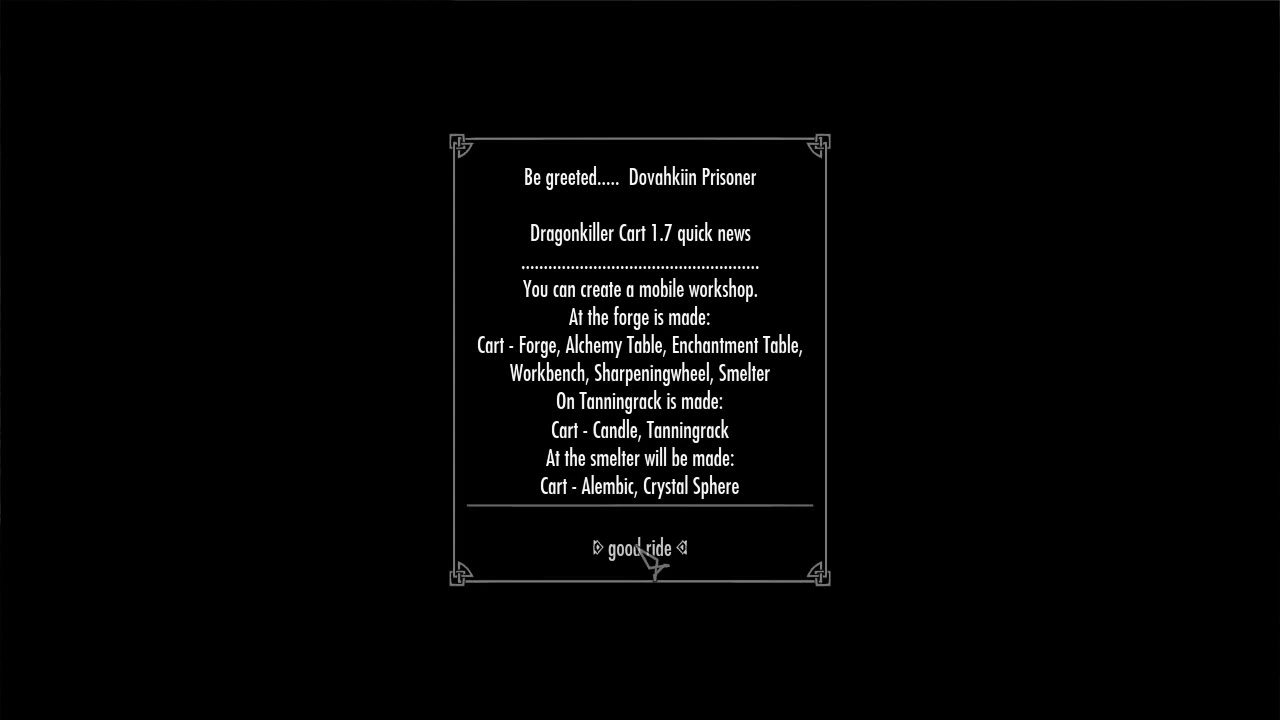 Be greeted..... Dovahkiin Prisoner
Dragonkiller Cart 1.7 quick news
.....................................................
You can create a mobile workshop.
At the forge is made:
Cart - Forge, Alchemy Table, Enchantment Table,
Workbench, Sharpeningwheel, Smelter
On Tanningrack is made:
Cart - Candle, Tanningrack
At the smelter will be made:
Cart - Alembic, Crystal Sphere
good ride